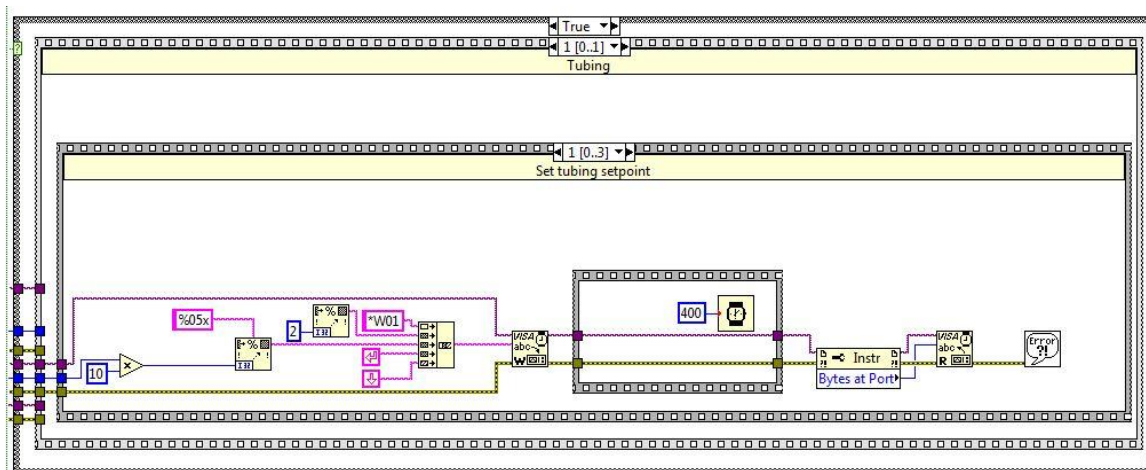 True
?
1 [0..1]
Tubing
1 [0..3]
Set tubing setpoint
%05x
2
*W01
10
400
VISA
abc
W
Instr
Bytes at Port
VISA
abc
R
Error
?!